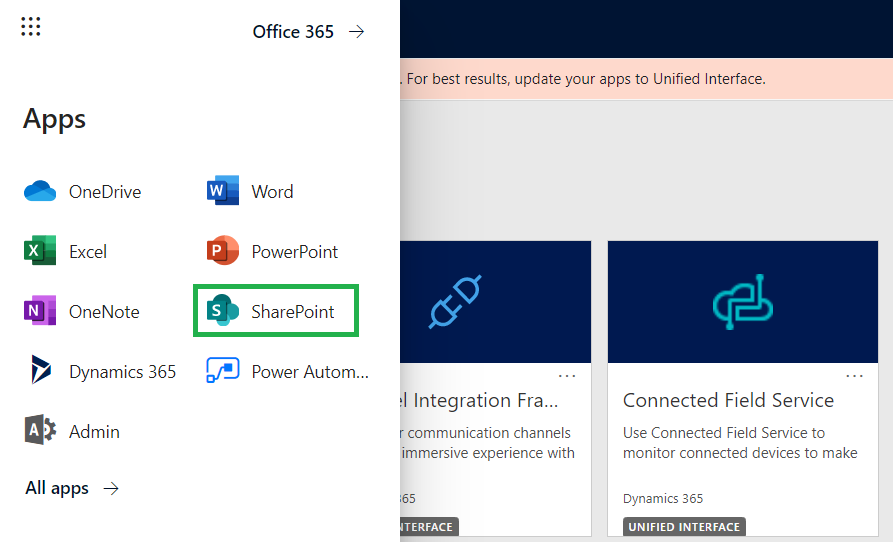 Office 365
Apps
OneDrive
Word
Excel
PowerPoint
OneNote
SharePoint
Dynamics 365
Power Autom...
Admin
All apps
. For best results, update your apps to Unified Interface.
...
el Integration Fra...
r communication channels
immersive experience with
365
NTERFACE
...
Connected Field Service
Use Connected Field Service to
monitor connected devices to make
Dynamics 365
UNIFIED INTERFACE